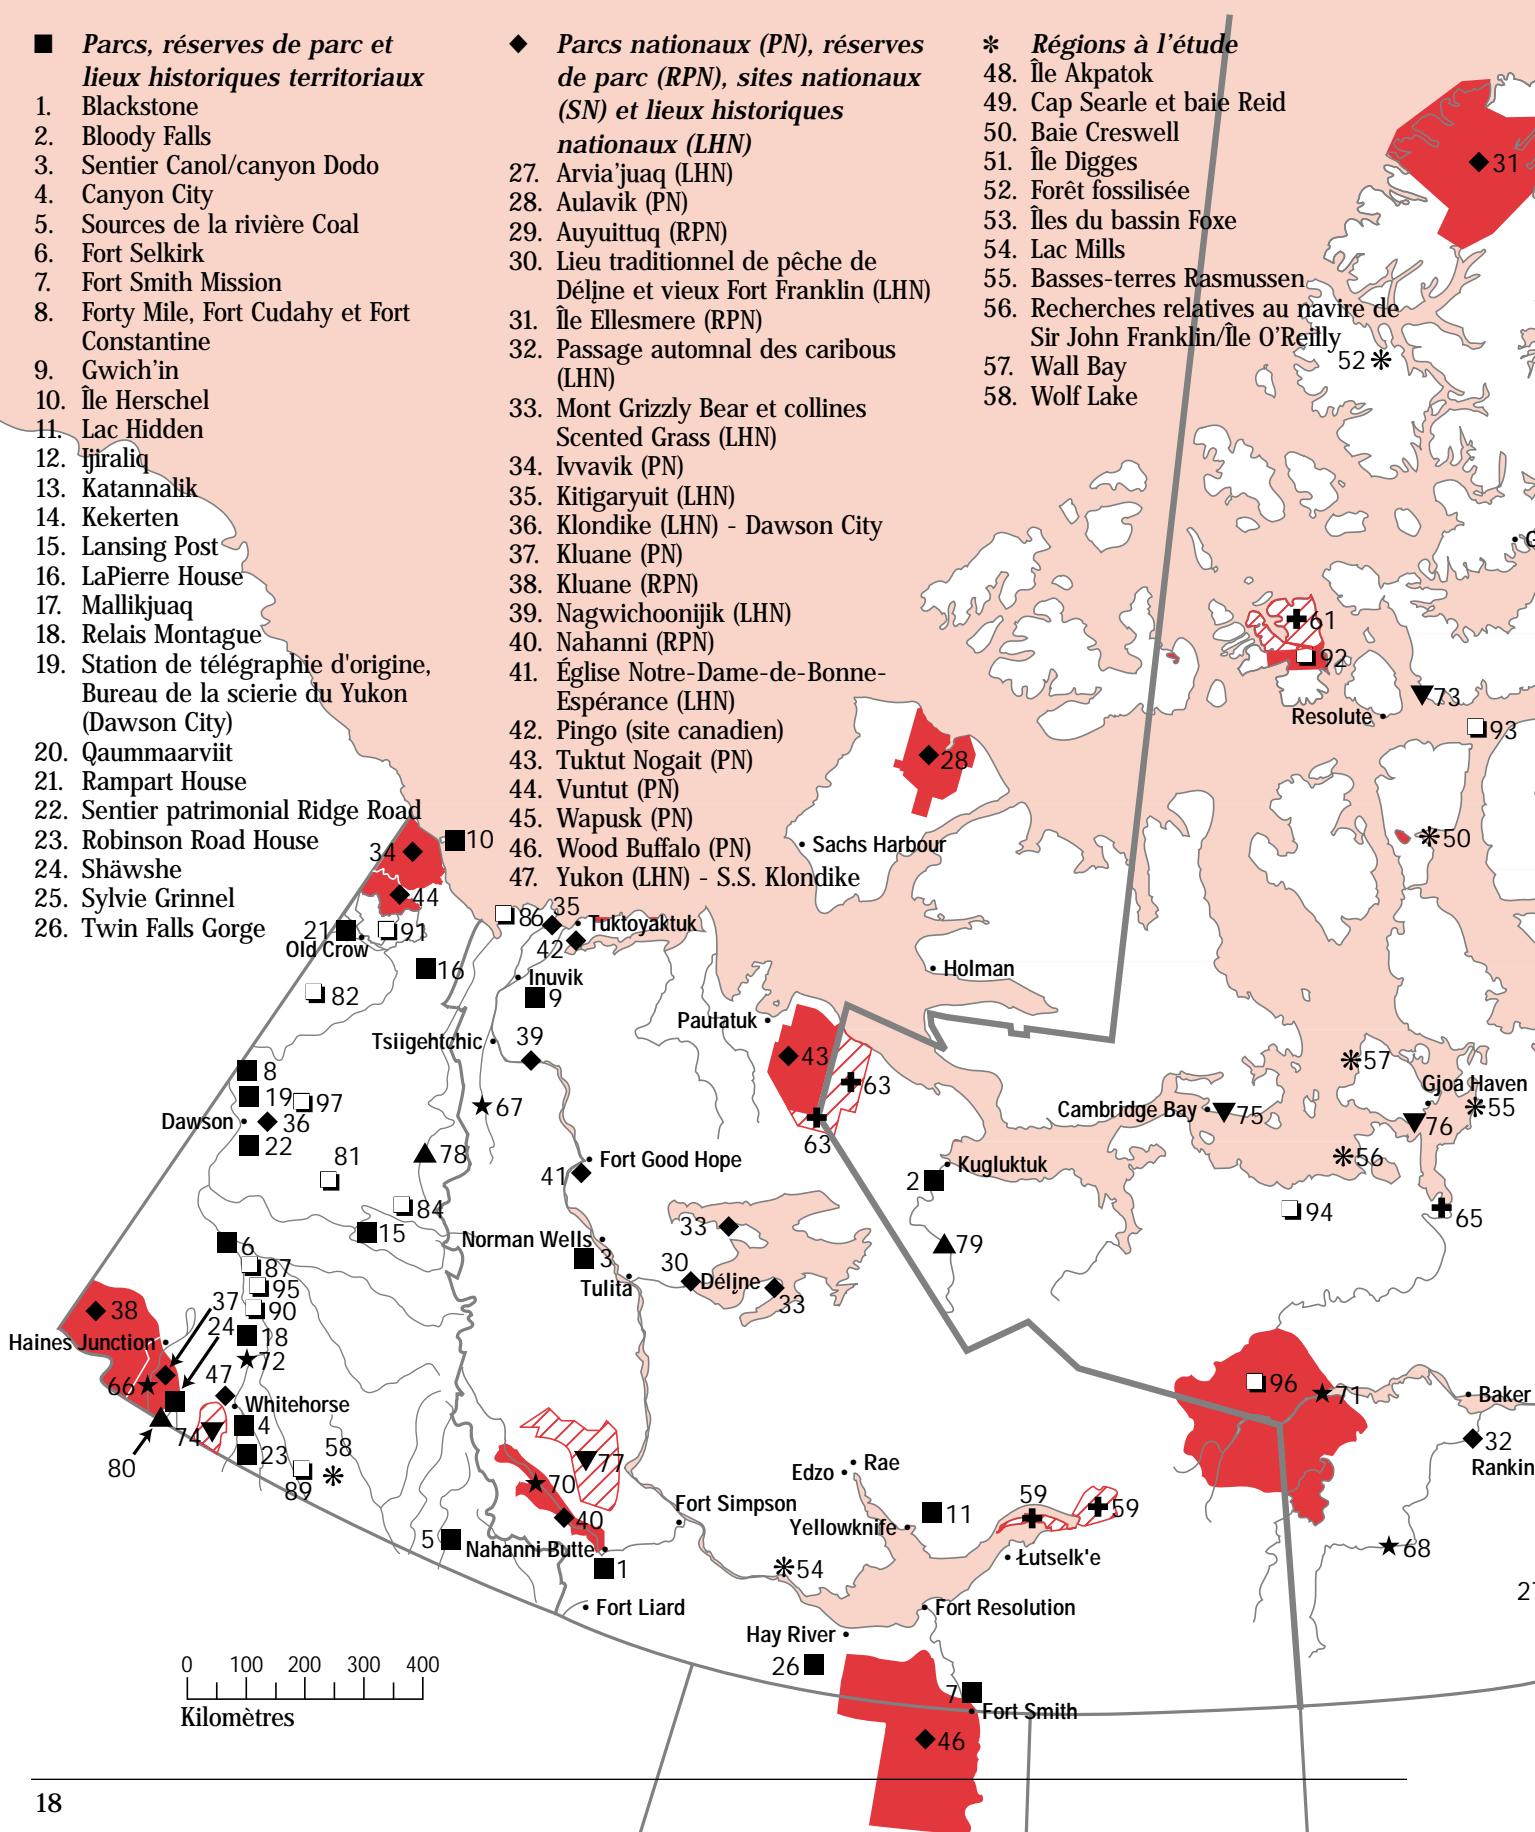 ■ Parcs, réserves de parc et
lieux historiques territoriaux
1. Blackstone
2. Bloody Falls
3. Sentier Canol/canyon Dodo
4. Canyon City
5. Sources de la rivière Coal
6. Fort Selkirk
7. Fort Smith Mission
8. Forty Mile, Fort Cudahy et Fort
Constantine
9. Gwich'in
10. Île Herschel
11. Lac Hidden
12. Ijiraliq
13. Katannalik
14. Kekerten
15. Lansing Post
16. LaPierre House
17. Mallikjuaq
18. Relais Montague
19. Station de télégraphie d'origine,
Bureau de la scierie du Yukon
(Dawson City)
20. Qaummaarviit
21. Rampart House
22. Sentier patrimonial Ridge Road
23. Robinson Road House
24. Shäwshe
25. Sylvie Grinnel
26. Twin Falls Gorge
◆ Parcs nationaux (PN), réserves
de parc (RPN), sites nationaux
(SN) et lieux historiques
nationaux (LHN)
27. Arvia'juaq (LHN)
28. Aulavik (PN)
29. Auyuittuq (RPN)
30. Lieu traditionnel de pêche de
Déljne et vieux Fort Franklin (LHN)
31. Île Ellesmere (RPN)
32. Passage automnal des caribous
(LHN)
33. Mont Grizzly Bear et collines
Scented Grass (LHN)
34. Ivvavik (PN)
35. Kitigaryuit (LHN)
36. Klondike (LHN) - Dawson City
37. Kluane (PN)
38. Kluane (RPN)
39. Nagwichoonijik (LHN)
40. Nahanni (RPN)
41. Église Notre-Dame-de-Bonne-
Espérance (LHN)
42. Pingo (site canadien)
43. Tuktut Nogait (PN)
44. Vuntut (PN)
45. Wapusk (PN)
46. Wood Buffalo (PN)
47. Yukon (LHN) - S.S. Klondike
✻ Régions à l'étude
48. Île Akpatok
49. Cap Searle et baie Reid
50. Baie Creswell
51. Île Digges
52. Forêt fossilisée
53. Îles du bassin Foxe
54. Lac Mills
55. Basses-terres Rasmussen
56. Recherches relatives au navire de
Sir John Franklin/Île O'Reilly
57. Wall Bay
58. Wolf Lake
31
52
61
92
Resolute
73
93
28
50
Sachs Harbour
34
10
44
21
91
Old Crow
86
35
Tuktoyaktuk
42
16
Inuvik
9
82
Holman
Paulatuk
Tsiigehtchic
39
43
63
63
57
Gjoa Haven
55
Cambridge Bay
75
76
8
19
97
67
Dawson
36
22
81
78
Fort Good Hope
41
Kugluktuk
2
56
84
94
65
15
33
6
Norman Wells
3
79
87
30
Déljne
95
Tulita
33
38
37
90
24
18
Haines Junction
72
66
47
Whitehorse
96
71
Baker
74
4
32
23
58
77
Edzo
Rae
Rankin
80
89
70
Fort Simpson
59
59
40
Yellowknife
11
5
Nahanni Butte
68
Łutselk'e
1
54
27
Fort Liard
Fort Resolution
Hay River
0 100 200 300 400
26
7
Kilomètres
Fort Smith
46
18